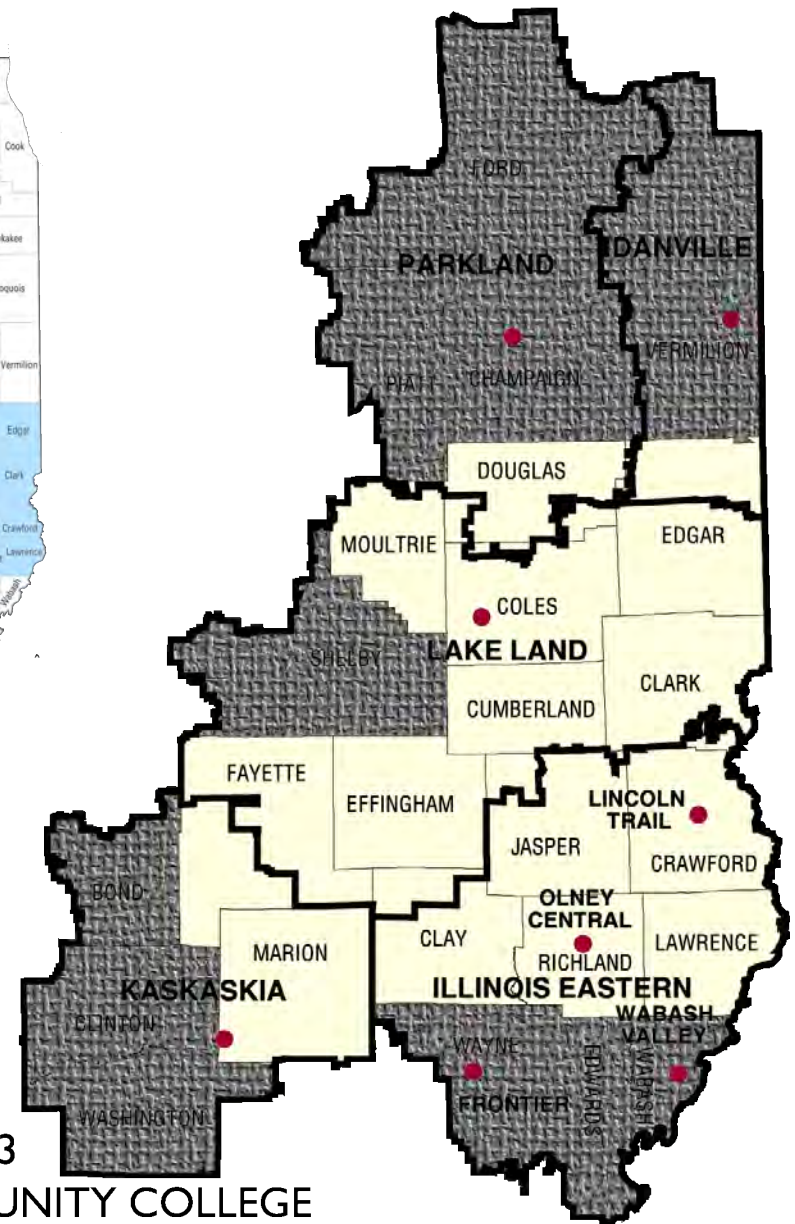 Cook
Vermilion
Edgar
Clark
Crawford
Lawrence
Wabash
FORD
PARKLAND
DANVILLE
VERMILION
PIATT
CHAMPAIGN
DOUGLAS
MOULTRIE
EDGAR
COLES
SHELBY
LAKE LAND
CLARK
CUMBERLAND
FAYETTE
EFFINGHAM
LINCOLN
TRAIL
JASPER
CRAWFORD
BOND
OLNEY
CENTRAL
CLAY
LAWRENCE
MARION
RICHLAND
KASKASKIA
ILLINOIS EASTERN
WABASH
VALLEY
CLINTON
WAYNE
EDWARDS
WABASH
FRONTIER
WASHINGTON
3
UNITY COLLEGE